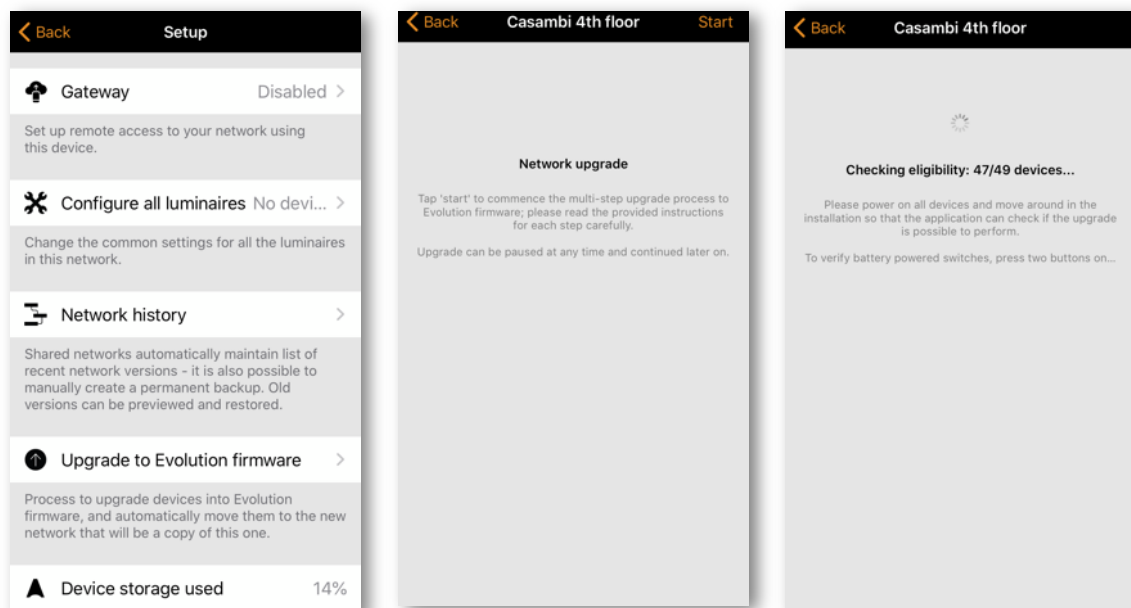 Back
Setup
Gateway
Disabled
Set up remote access to your network using
this device.
Configure all luminaires No devi...
Change the common settings for all the luminaires
in this network.
Network history
Shared networks automatically maintain list of
recent network versions - it is also possible to
manually create a permanent backup. Old
versions can be previewed and restored.
Upgrade to Evolution firmware
Process to upgrade devices into Evolution
firmware, and automatically move them to the new
network that will be a copy of this one.
Device storage used
14%
Back
Casambi 4th floor
Start
Network upgrade
Tap 'start' to commence the multi-step upgrade process to
Evolution firmware; please read the provided instructions
for each step carefully.
Upgrade can be paused at any time and continued later on.
Back
Casambi 4th floor
Checking eligibility: 47/49 devices...
Please power on all devices and move around in the
installation so that the application can check if the upgrade
is possible to perform.
To verify battery powered switches, press two buttons on...